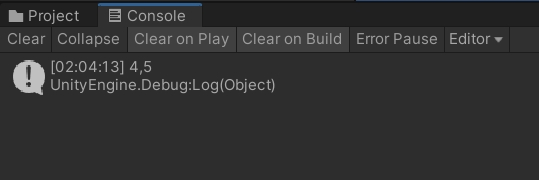 Project Console
Clear Collapse Clear on Play Clear on Build Error Pause Editor
[02:04:13] 4,5
UnityEngine.Debug:Log(Object)